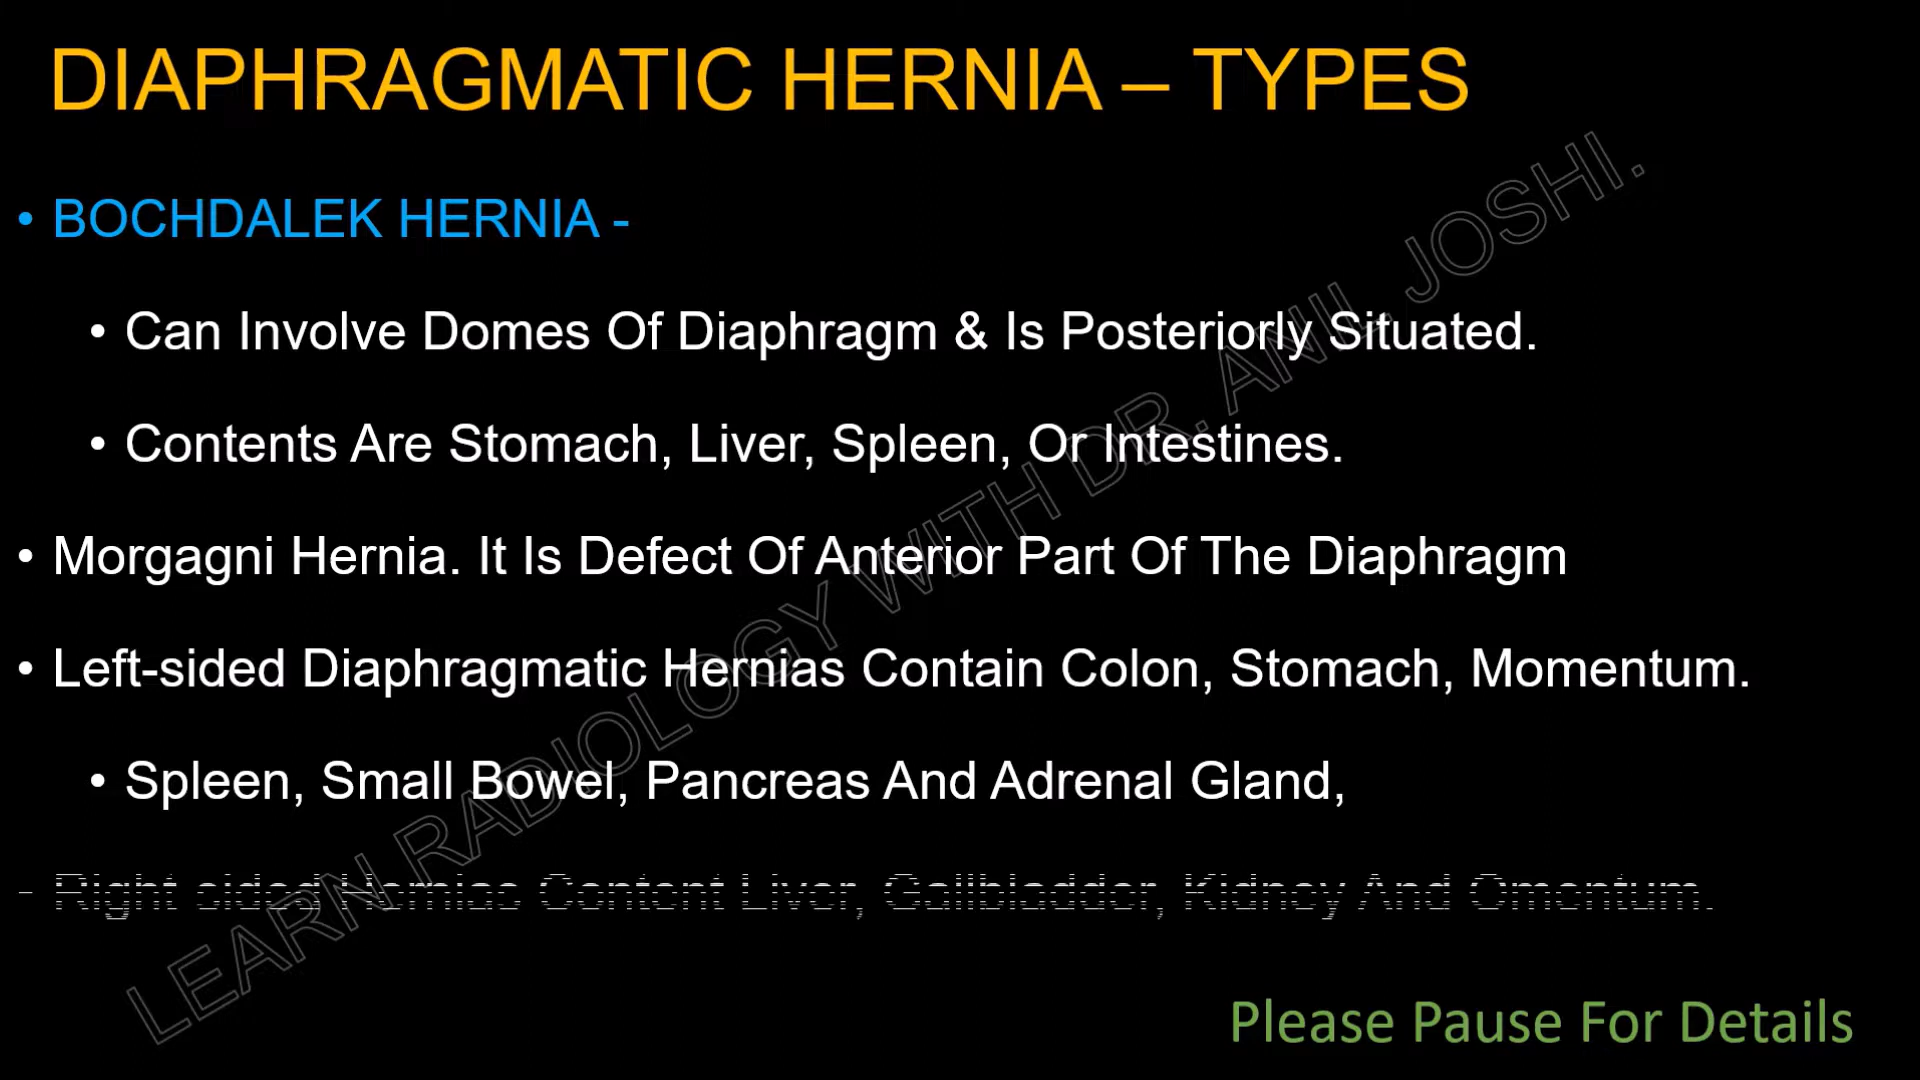 DIAPHRAGMATIC HERNIA – TYPES
• BOCHDALEK HERNIA -
• Can Involve Domes Of Diaphragm & Is Posteriorly Situated.
• Contents Are Stomach, Liver, Spleen, Or Intestines.
• Morgagni Hernia. It Is Defect Of Anterior Part Of The Diaphragm
• Left-sided Diaphragmatic Hernias Contain Colon, Stomach, Momentum.
• Spleen, Small Bowel, Pancreas And Adrenal Gland,
• Right-sided Hernias Content Liver, Gallbladder, Kidney And Omentum.
LEARN RADIOLOGY WITH DR. ANIL JOSHI.
Please Pause For Details